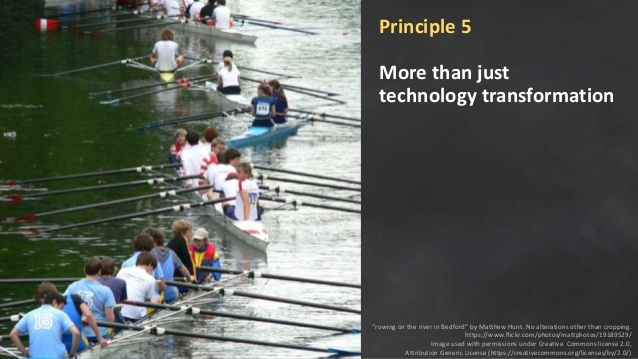 Principle 5
More than just
technology transformation
"rowing on the river in Bedford" by Matthew Hunt. No alterations other than cropping.
https://www.flickr.com/photos/mattphotos/19189529/
Image used with permissions under Creative Commons license 2.0,
Attribution Generic License (https://creativecommons.org/licenses/by/2.0/)